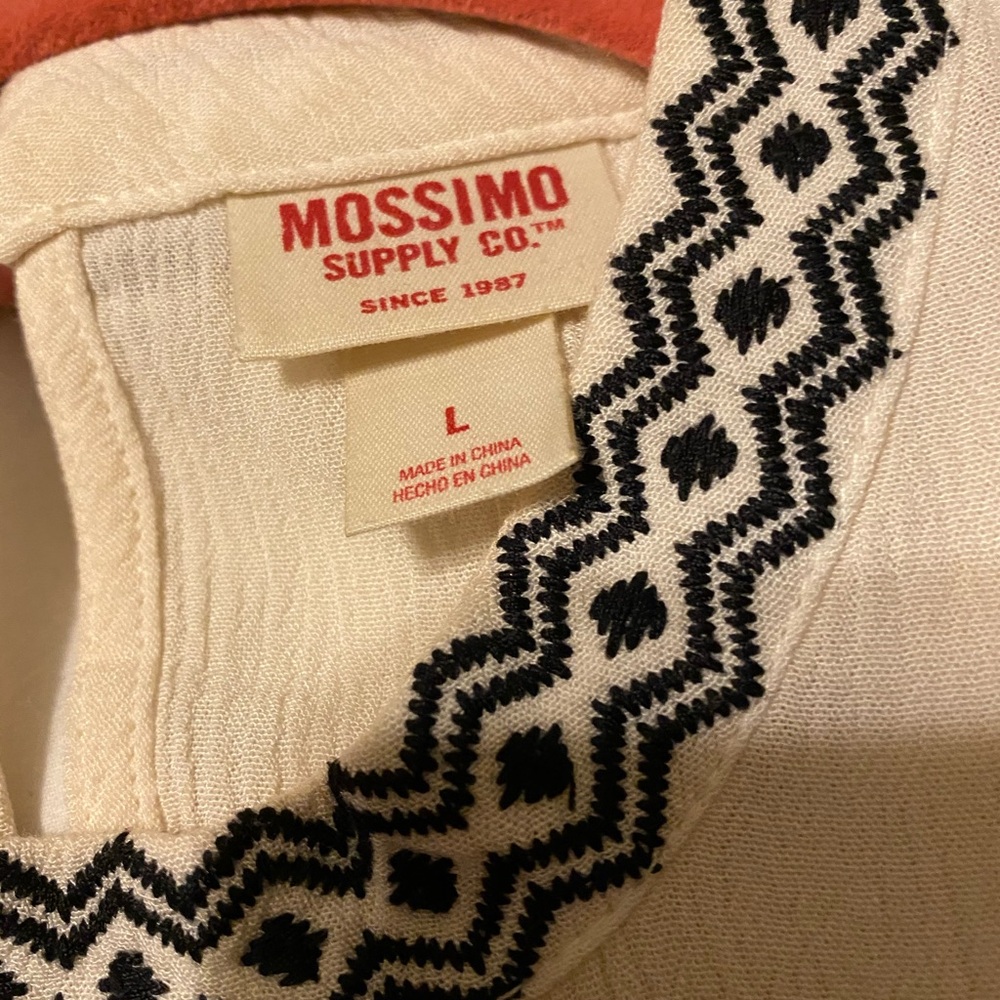 MOSSIMO
SUPPLY CO.™
SINCE 1987
L
MADE IN CHINA
HECHO EN CHINA